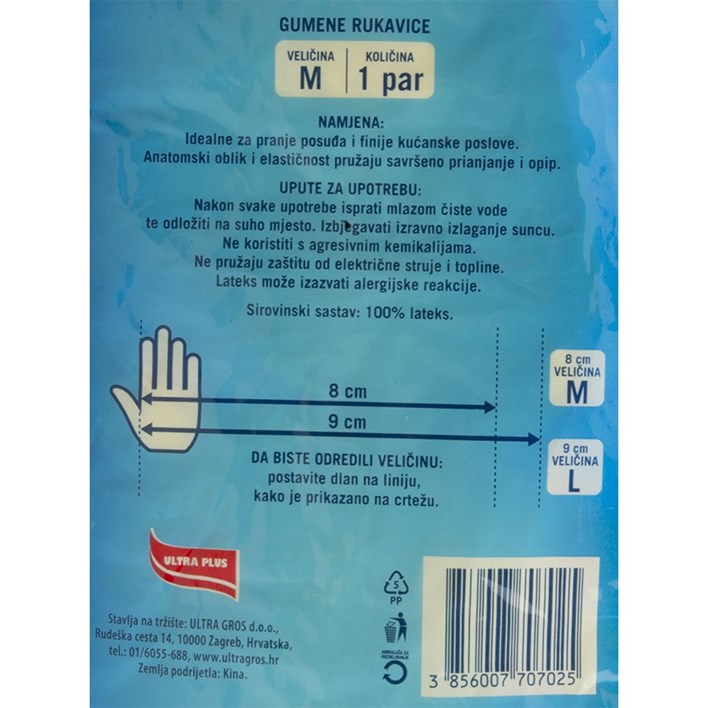 GUMENE RUKAVICE
VELIČINA
M
KOLIČINA
1 par
NAMJENA:
Idealne za pranje posuđa i finije kućanske poslove.
Anatomski oblik i elastičnost pružaju savršeno prianjanje i opip.
UPUTE ZA UPOTREBU:
Nakon svake upotrebe isprati mlazom čiste vode
te odložiti na suho mjesto. Izbjegavati izravno izlaganje suncu.
Ne koristiti s agresivnim kemikalijama.
Ne pružaju zaštitu od električne struje i topline.
Lateks može izazvati alergijske reakcije.
Sirovinski sastav: 100% lateks.
8 cm
9 cm
8 cm
VELIČINA
M
9 cm
VELIČINA
L
DA BISTE ODREDILI VELIČINU:
postavite dlan na liniju,
kako je prikazano na crtežu.
ULTRA PLUS
Stavlja na tržište: ULTRA GROS d.o.o.,
Rudeška cesta 14, 10000 Zagreb, Hrvatska,
tel.: 01/6055-688, www.ultragros.hr
Zemlja podrijetla: Kina.
5
PP
AMBALAŽA ZA
RECIKLIRANJE
3 856007 707025